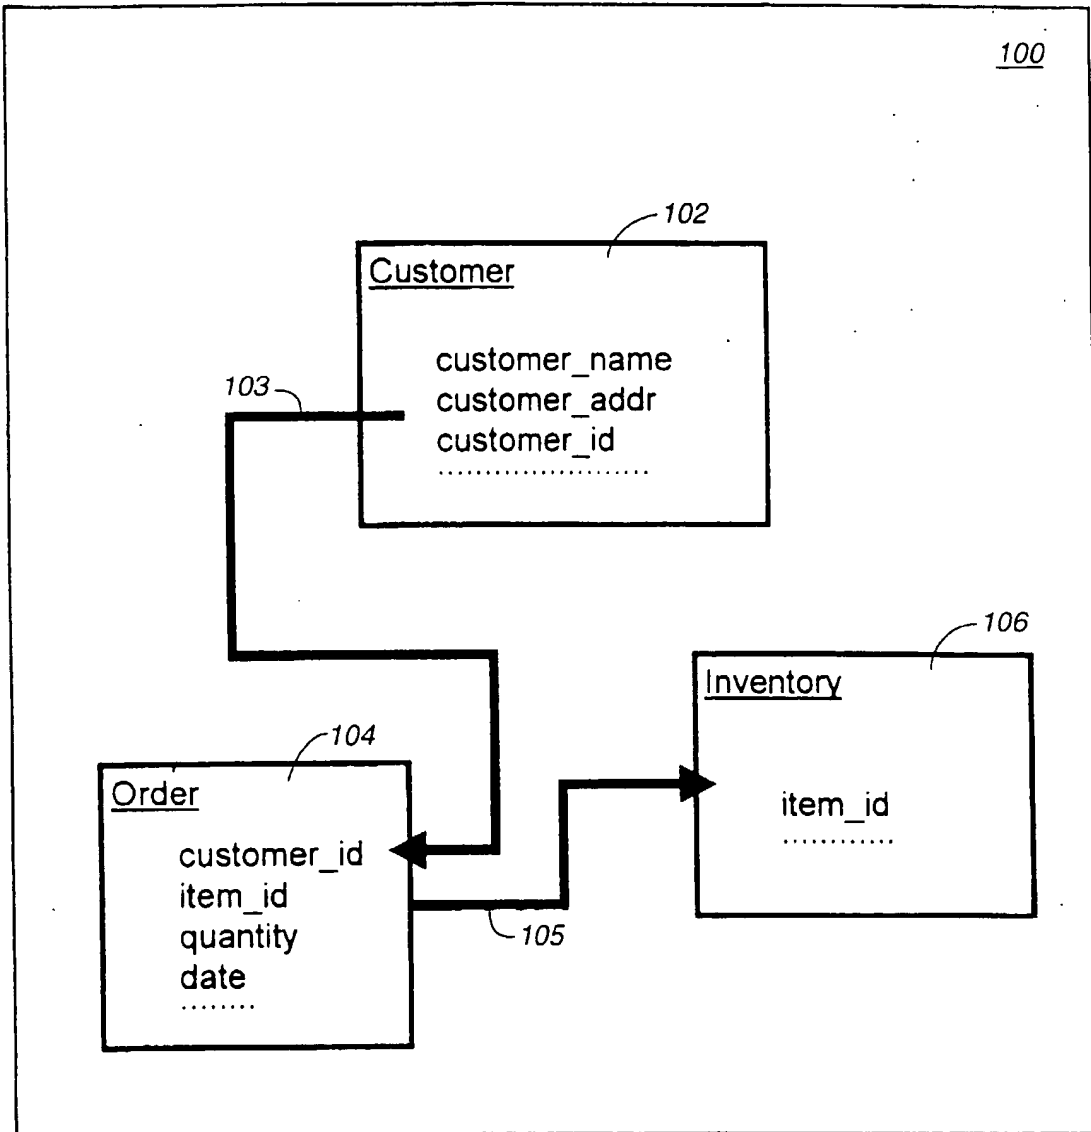 100
102
Customer
customer_name
103
customer_addr
customer_id
.......................
106
Inventory
104
Order
item_id
............
customer_id
item_id
quantity
105
date
........